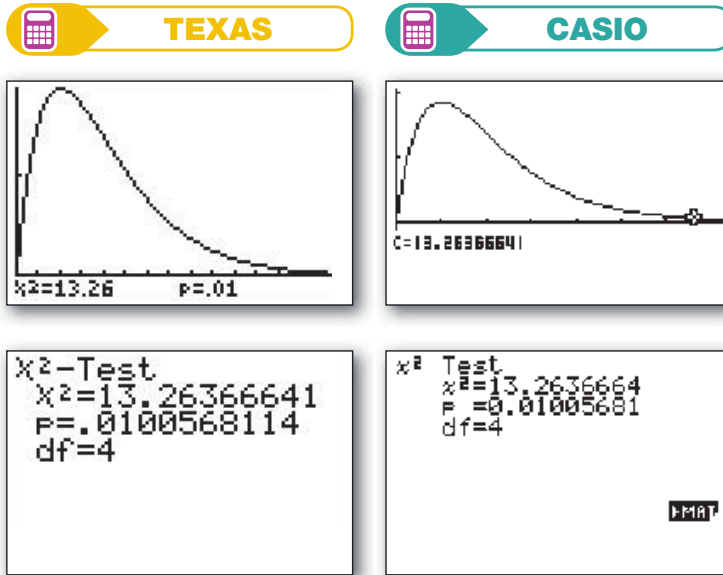 TEXAS
CASIO
χ2=13.26 P=.01
C=13.26366641
χ2-Test
χ2=13.26366641
P=.0100568114
df=4
χ2 Test
χ2=13.2636664
P =0.01005681
df=4
►MAT